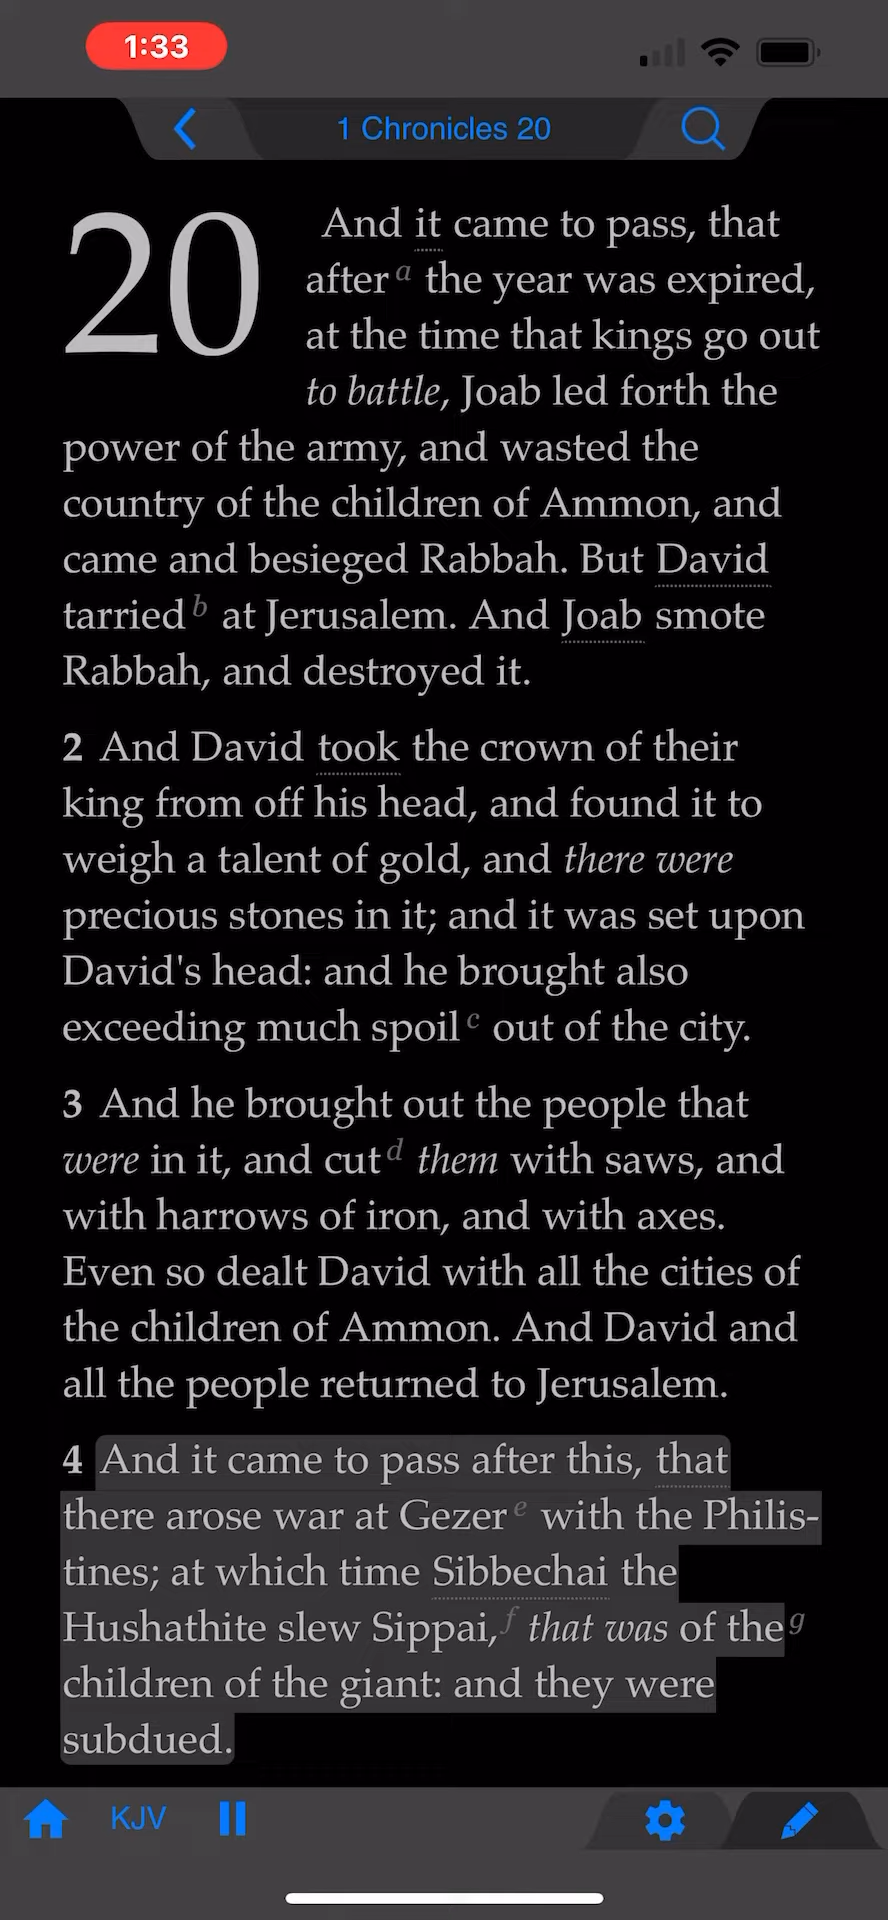 1:33
1 Chronicles 20
20 And it came to pass, that
after a the year was expired,
at the time that kings go out
to battle, Joab led forth the
power of the army, and wasted the
country of the children of Ammon, and
came and besieged Rabbah. But David
tarried b at Jerusalem. And Joab smote
Rabbah, and destroyed it.
2 And David took the crown of their
king from off his head, and found it to
weigh a talent of gold, and there were
precious stones in it; and it was set upon
David's head: and he brought also
exceeding much spoil c out of the city.
3 And he brought out the people that
were in it, and cut d them with saws, and
with harrows of iron, and with axes.
Even so dealt David with all the cities of
the children of Ammon. And David and
all the people returned to Jerusalem.
4 And it came to pass after this, that
there arose war at Gezer e with the Philis-
tines; at which time Sibbechai the
Hushathite slew Sippai, f that was of the g
children of the giant: and they were
subdued.
KJV